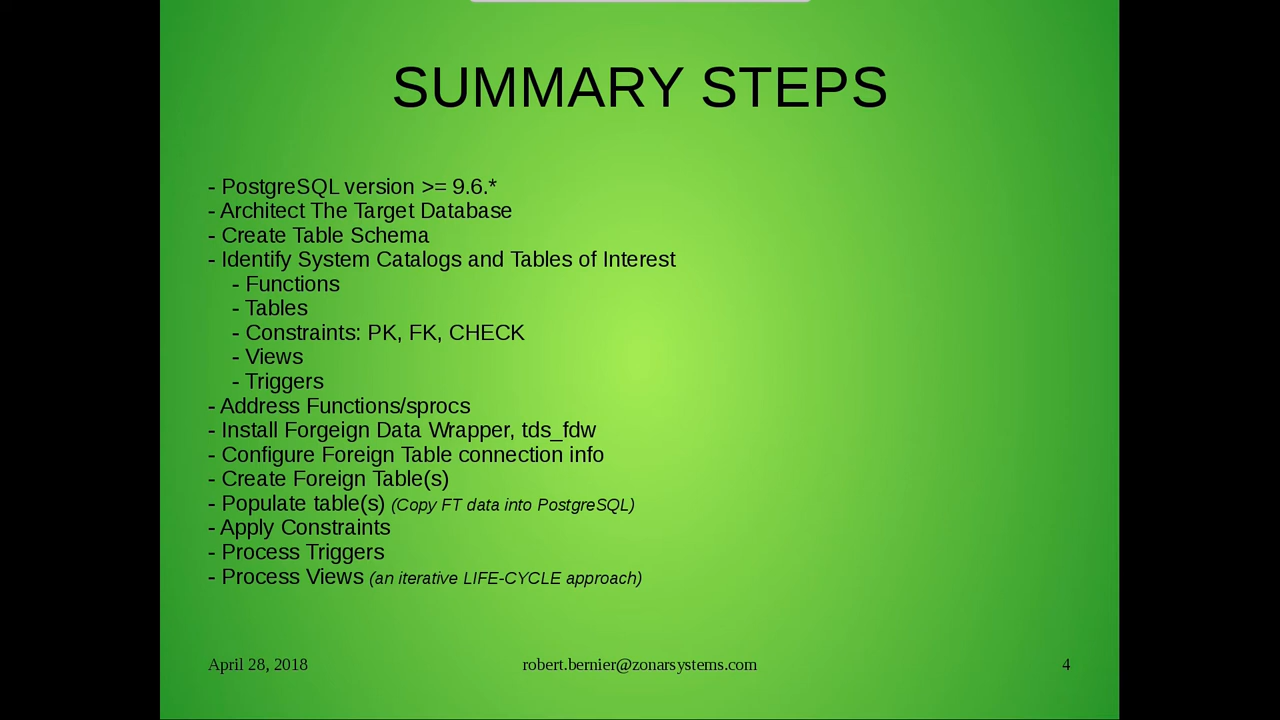 SUMMARY STEPS
- PostgreSQL version >= 9.6.*
- Architect The Target Database
- Create Table Schema
- Identify System Catalogs and Tables of Interest
- Functions
- Tables
- Constraints: PK, FK, CHECK
- Views
- Triggers
- Address Functions/sprocs
- Install Forgeign Data Wrapper, tds_fdw
- Configure Foreign Table connection info
- Create Foreign Table(s)
- Populate table(s) (Copy FT data into PostgreSQL)
- Apply Constraints
- Process Triggers
- Process Views (an iterative LIFE-CYCLE approach)
April 28, 2018 robert.bernier@zonarsystems.com 4